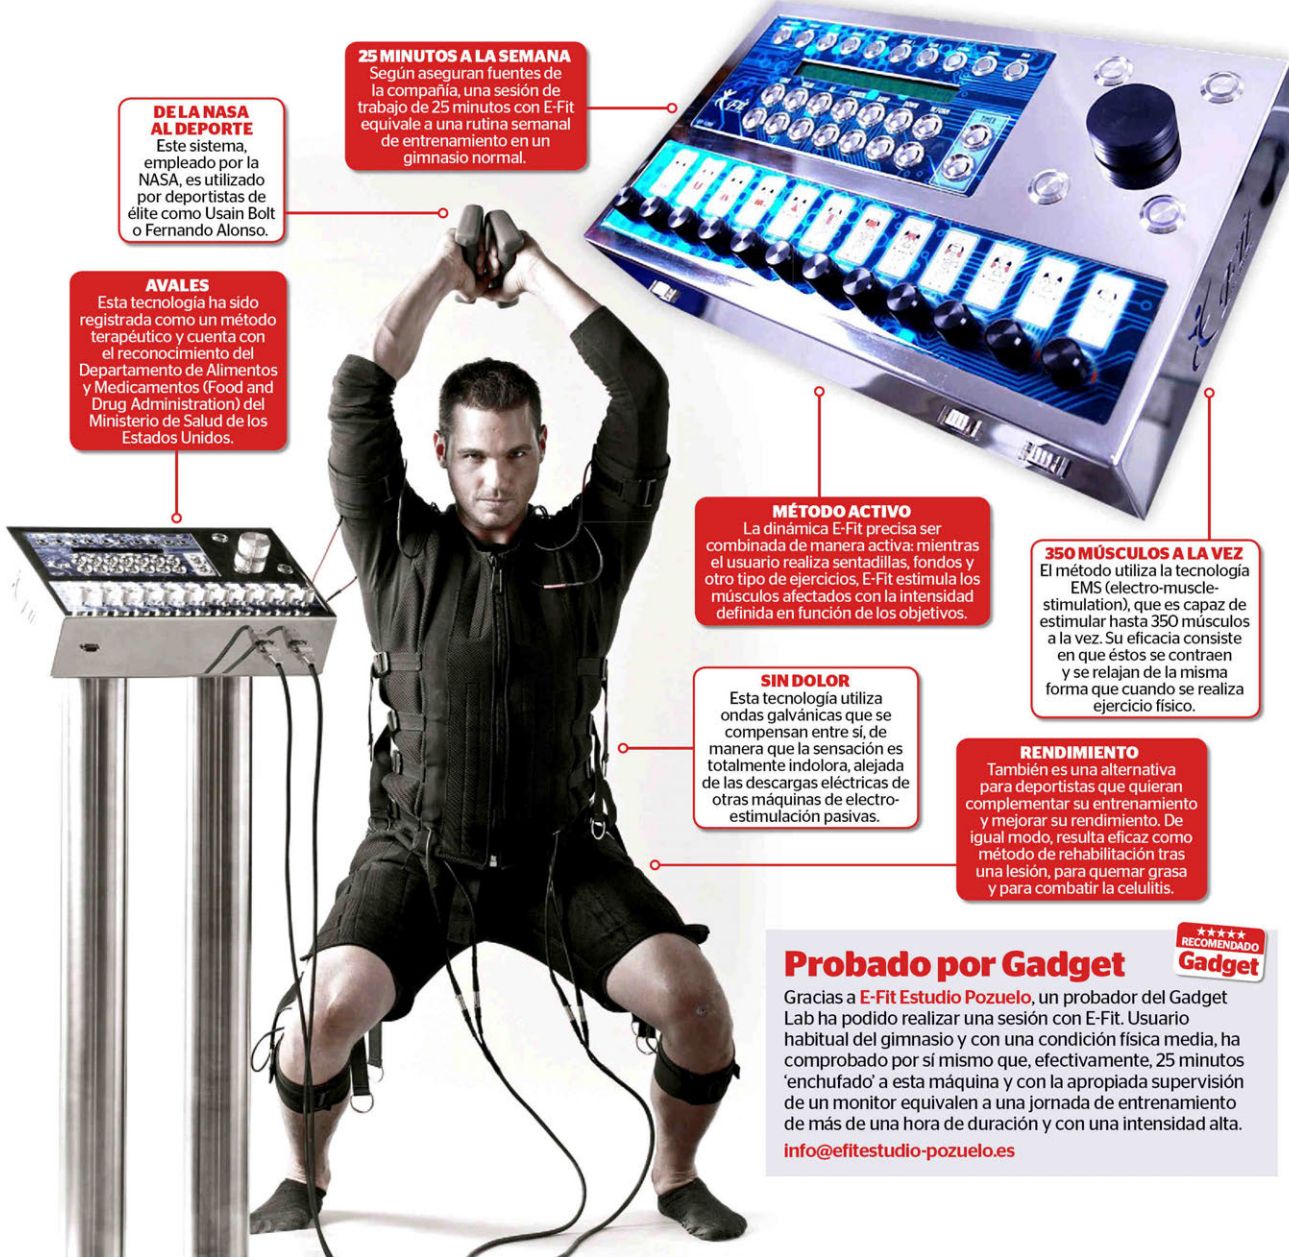 25 MINUTOS A LA SEMANA
Según aseguran fuentes de
la compañía, una sesión de
trabajo de 25 minutos con E-Fit
equivale a una rutina semanal
de entrenamiento en un
gimnasio normal.
DE LA NASA
AL DEPORTE
Este sistema,
empleado por la
NASA, es utilizado
por deportistas de
élite como Usain Bolt
o Fernando Alonso.
AVALES
Esta tecnología ha sido
registrada como un método
terapéutico y cuenta con
el reconocimiento del
Departamento de Alimentos
y Medicamentos (Food and
Drug Administration) del
Ministerio de Salud de los
Estados Unidos.
MÉTODO ACTIVO
La dinámica E-Fit precisa ser
combinada de manera activa: mientras
el usuario realiza sentadillas, fondos y
otro tipo de ejercicios, E-Fit estimula los
músculos afectados con la intensidad
definida en función de los objetivos.
350 MÚSCULOS A LA VEZ
El método utiliza la tecnología
EMS (electro-muscle-
stimulation), que es capaz de
estimular hasta 350 músculos
a la vez. Su eficacia consiste
en que éstos se contraen
y se relajan de la misma
forma que cuando se realiza
ejercicio físico.
SIN DOLOR
Esta tecnología utiliza
ondas galvánicas que se
compensan entre sí, de
manera que la sensación es
totalmente indolora, alejada
de las descargas eléctricas de
otras máquinas de electro-
estimulación pasivas.
RENDIMIENTO
También es una alternativa
para deportistas que quieran
complementar su entrenamiento
y mejorar su rendimiento. De
igual modo, resulta eficaz como
método de rehabilitación tras
una lesión, para quemar grasa
y para combatir la celulitis.
RECOMENDADO
Gadget
Probado por Gadget
Gracias a E-Fit Estudio Pozuelo, un probador del Gadget
Lab ha podido realizar una sesión con E-Fit. Usuario
habitual del gimnasio y con una condición física media, ha
comprobado por sí mismo que, efectivamente, 25 minutos
‘enchufado’ a esta máquina y con la apropiada supervisión
de un monitor equivalen a una jornada de entrenamiento
de más de una hora de duración y con una intensidad alta.
info@efitestudio-pozuelo.es